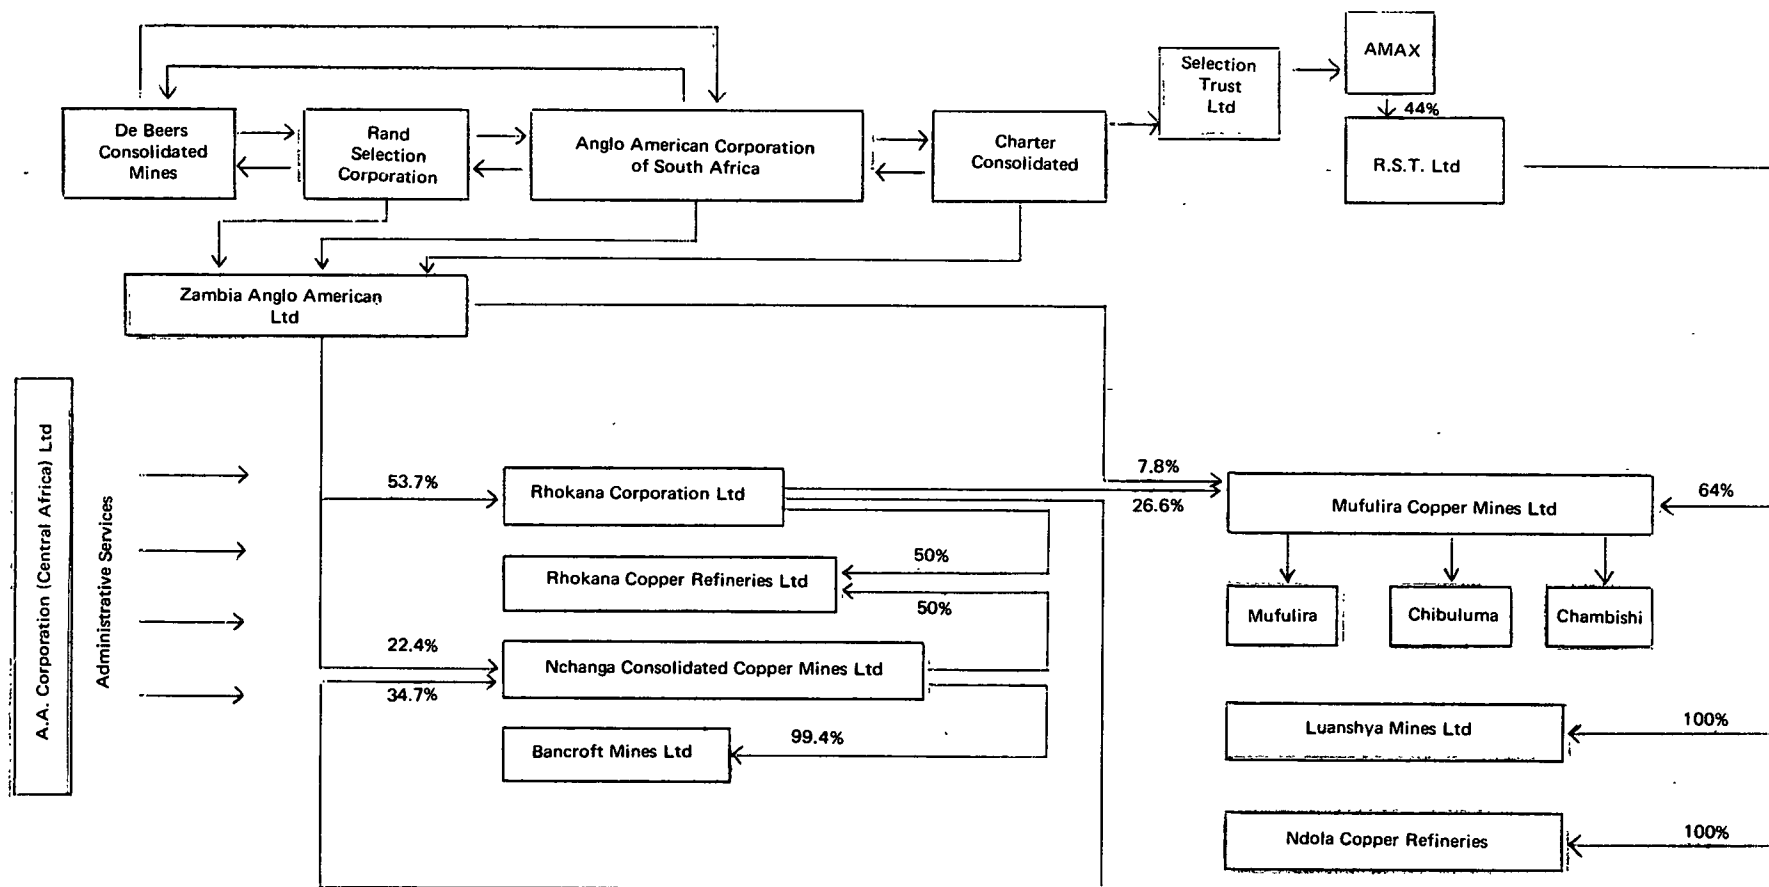 AMAX
Selection
Trust
Ltd
44%
De Beers
Consolidated
Mines
Rand
Selection
Corporation
Anglo American Corporation
of South Africa
Charter
Consolidated
R.S.T. Ltd
Zambia Anglo American
Ltd
A.A. Corporation (Central Africa) Ltd
Administrative Services
53.7%
Rhokana Corporation Ltd
7.8%
26.6%
Mufulira Copper Mines Ltd
64%
50%
Rhokana Copper Refineries Ltd
50%
Mufulira
Chibuluma
Chambishi
22.4%
Nchanga Consolidated Copper Mines Ltd
34.7%
Luanshya Mines Ltd
100%
99.4%
Bancroft Mines Ltd
Ndola Copper Refineries
100%